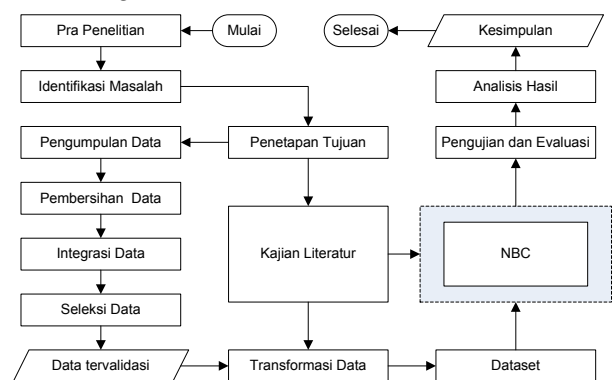 Pra Penelitian
Mulai
Selesai
Kesimpulan
Identifikasi Masalah
Analisis Hasil
Pengumpulan Data
Penetapan Tujuan
Pengujian dan Evaluasi
Pembersihan Data
Integrasi Data
Kajian Literatur
NBC
Seleksi Data
Data tervalidasi
Transformasi Data
Dataset